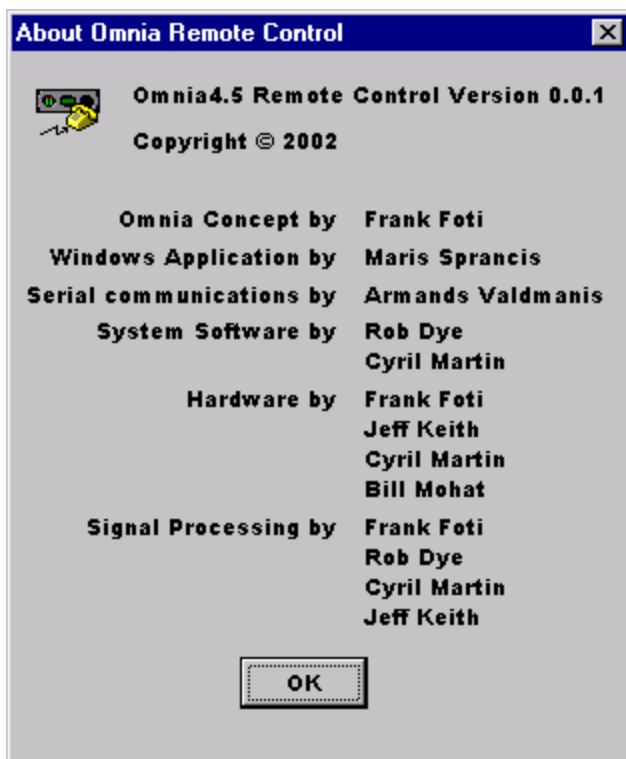 About Omnia Remote Control
Omnia4.5 Remote Control Version 0.0.1
Copyright © 2002
Omnia Concept by Frank Foti
Windows Application by Maris Sprancis
Serial communications by Armands Valdmanis
System Software by Rob Dye
Cyril Martin
Hardware by Frank Foti
Jeff Keith
Cyril Martin
Bill Mohat
Signal Processing by Frank Foti
Rob Dye
Cyril Martin
Jeff Keith
OK